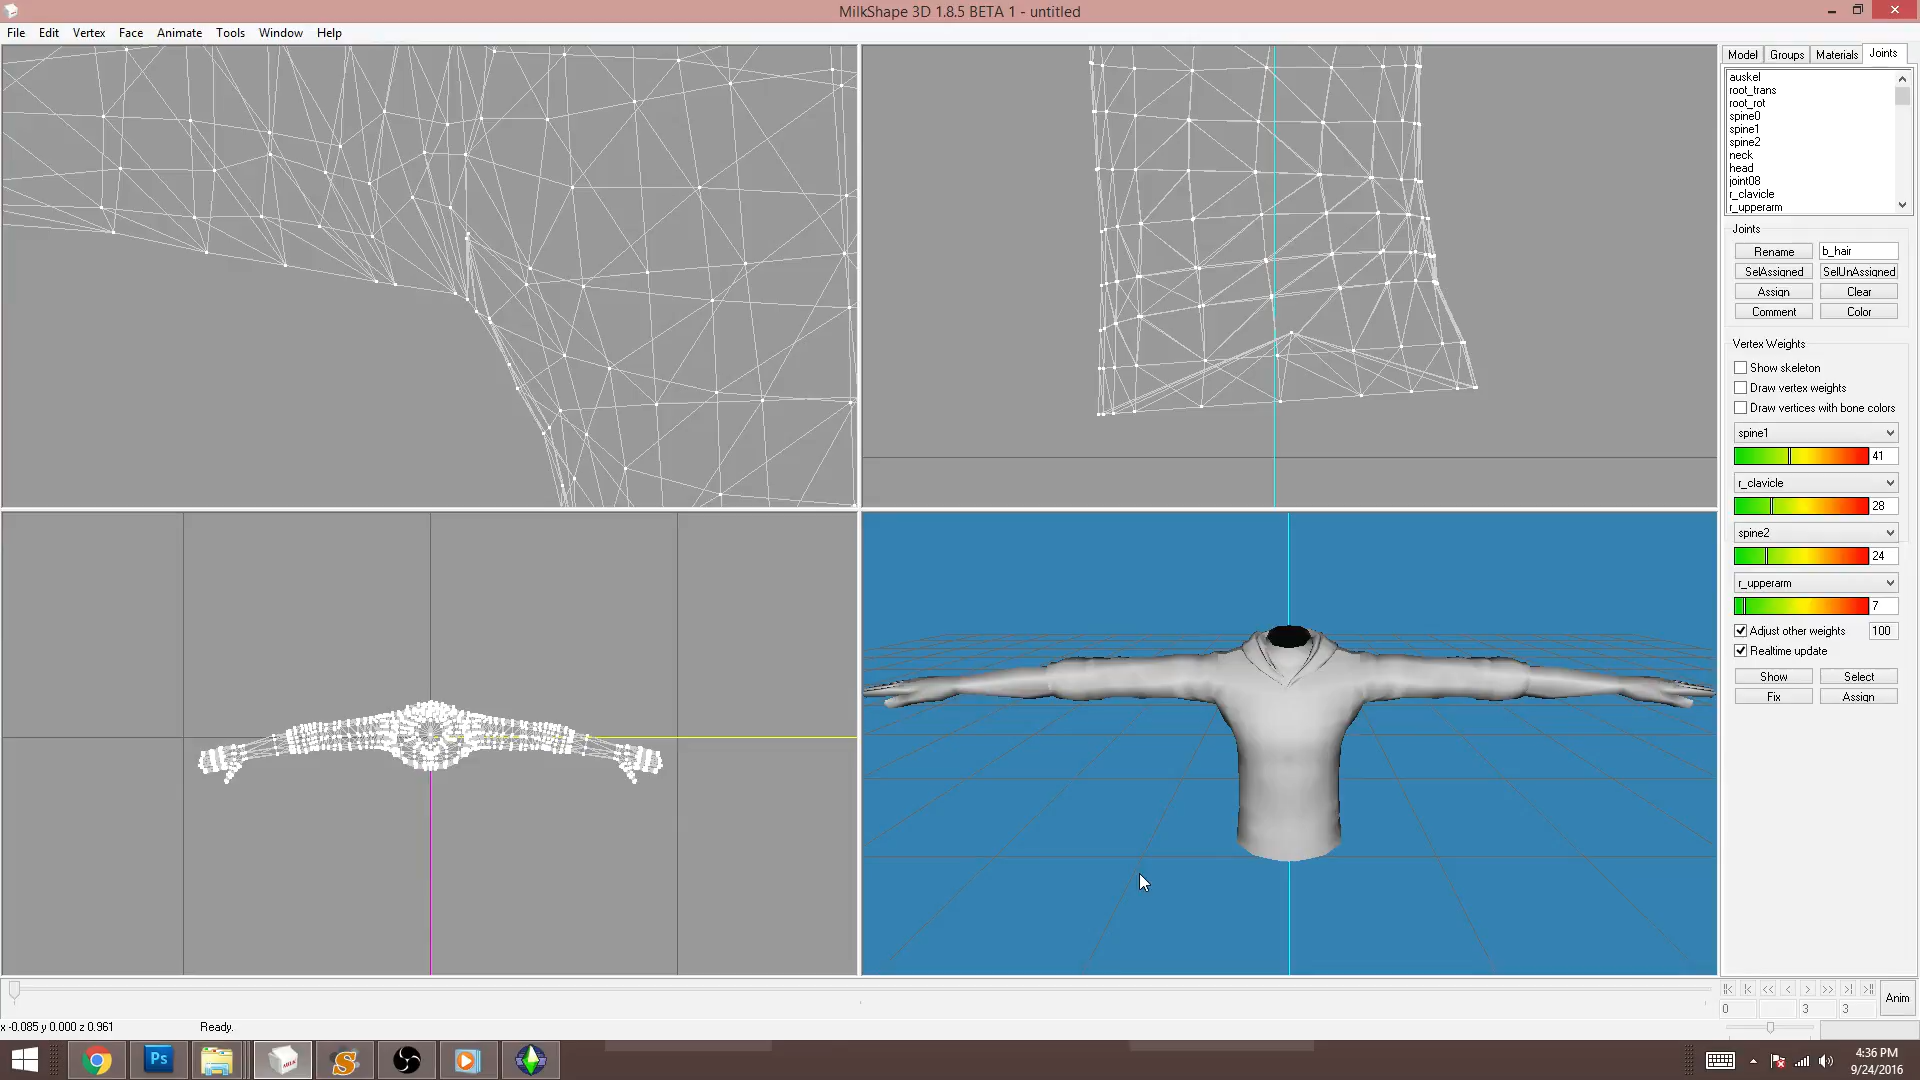 MilkShape 3D 1.8.5 BETA 1 - untitled
File Edit Vertex Face Animate Tools Window Help
Model Groups Materials Joints
auskel
root_trans
root_rot
spine0
spine1
spine2
neck
head
joint08
r_clavicle
r_upperarm
Joints
Rename b_hair
SelAssigned SelUnAssigned
Assign Clear
Comment Color
Vertex Weights
Show skeleton
Draw vertex weights
Draw vertices with bone colors
spine1
41
r_clavicle
28
spine2
24
r_upperarm
7
Adjust other weights 100
Realtime update
Show Select
Fix Assign
Anim
0 3 3
x -0.085 y 0.000 z 0.961 Ready.
Ps
4:36 PM
9/24/2016